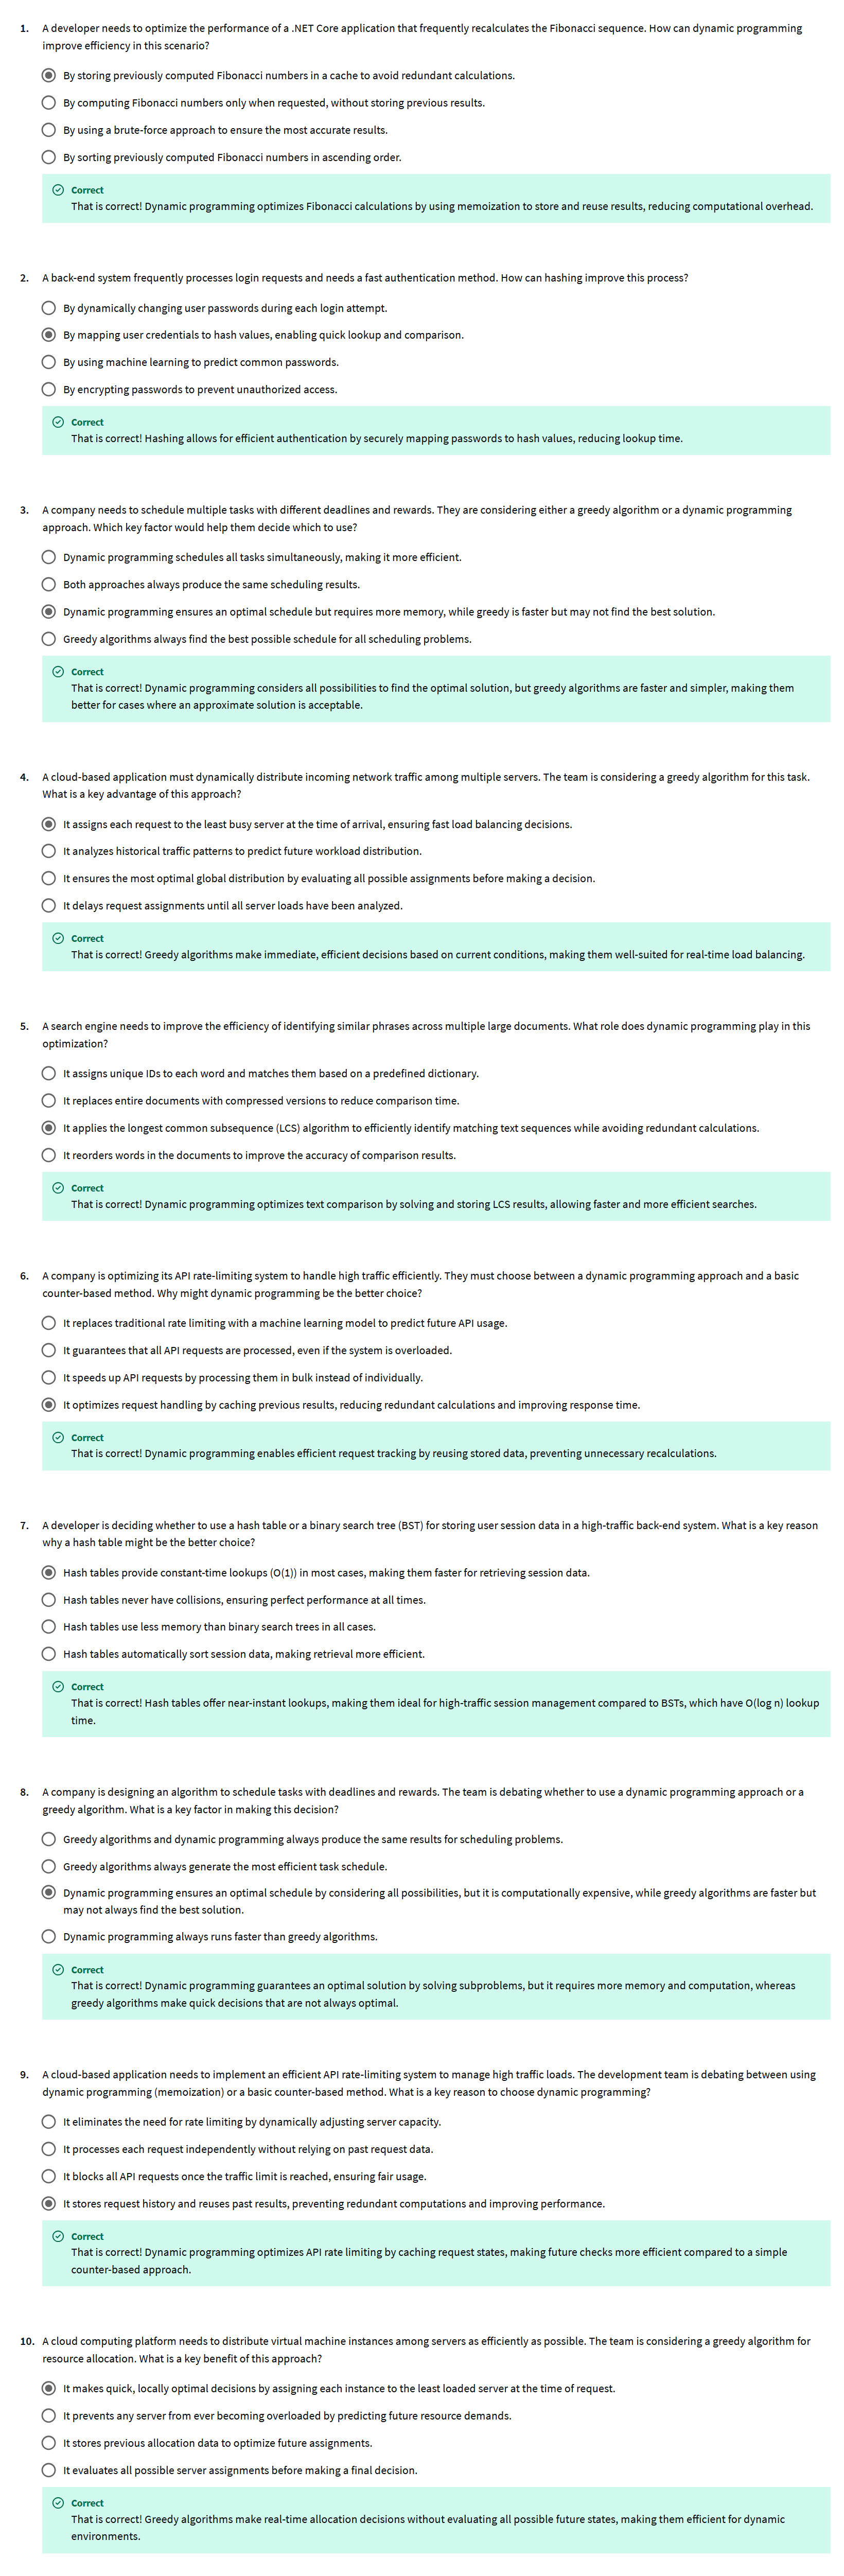 1. A developer needs to optimize the performance of a .NET Core application that frequently recalculates the Fibonacci sequence. How can dynamic programming
improve efficiency in this scenario?
By storing previously computed Fibonacci numbers in a cache to avoid redundant calculations.
By computing Fibonacci numbers only when requested, without storing previous results.
By using a brute-force approach to ensure the most accurate results.
By sorting previously computed Fibonacci numbers in ascending order.
Correct
That is correct! Dynamic programming optimizes Fibonacci calculations by using memoization to store and reuse results, reducing computational overhead.
2. A back-end system frequently processes login requests and needs a fast authentication method. How can hashing improve this process?
By dynamically changing user passwords during each login attempt.
By mapping user credentials to hash values, enabling quick lookup and comparison.
By using machine learning to predict common passwords.
By encrypting passwords to prevent unauthorized access.
Correct
That is correct! Hashing allows for efficient authentication by securely mapping passwords to hash values, reducing lookup time.
3. A company needs to schedule multiple tasks with different deadlines and rewards. They are considering either a greedy algorithm or a dynamic programming
approach. Which key factor would help them decide which to use?
Dynamic programming schedules all tasks simultaneously, making it more efficient.
Both approaches always produce the same scheduling results.
Dynamic programming ensures an optimal schedule but requires more memory, while greedy is faster but may not find the best solution.
Greedy algorithms always find the best possible schedule for all scheduling problems.
Correct
That is correct! Dynamic programming considers all possibilities to find the optimal solution, but greedy algorithms are faster and simpler, making them
better for cases where an approximate solution is acceptable.
4. A cloud-based application must dynamically distribute incoming network traffic among multiple servers. The team is considering a greedy algorithm for this task.
What is a key advantage of this approach?
It assigns each request to the least busy server at the time of arrival, ensuring fast load balancing decisions.
It analyzes historical traffic patterns to predict future workload distribution.
It ensures the most optimal global distribution by evaluating all possible assignments before making a decision.
It delays request assignments until all server loads have been analyzed.
Correct
That is correct! Greedy algorithms make immediate, efficient decisions based on current conditions, making them well-suited for real-time load balancing.
5. A search engine needs to improve the efficiency of identifying similar phrases across multiple large documents. What role does dynamic programming play in this
optimization?
It assigns unique IDs to each word and matches them based on a predefined dictionary.
It replaces entire documents with compressed versions to reduce comparison time.
It applies the longest common subsequence (LCS) algorithm to efficiently identify matching text sequences while avoiding redundant calculations.
It reorders words in the documents to improve the accuracy of comparison results.
Correct
That is correct! Dynamic programming optimizes text comparison by solving and storing LCS results, allowing faster and more efficient searches.
6. A company is optimizing its API rate-limiting system to handle high traffic efficiently. They must choose between a dynamic programming approach and a basic
counter-based method. Why might dynamic programming be the better choice?
It replaces traditional rate limiting with a machine learning model to predict future API usage.
It guarantees that all API requests are processed, even if the system is overloaded.
It speeds up API requests by processing them in bulk instead of individually.
It optimizes request handling by caching previous results, reducing redundant calculations and improving response time.
Correct
That is correct! Dynamic programming enables efficient request tracking by reusing stored data, preventing unnecessary recalculations.
7. A developer is deciding whether to use a hash table or a binary search tree (BST) for storing user session data in a high-traffic back-end system. What is a key reason
why a hash table might be the better choice?
Hash tables provide constant-time lookups (O(1)) in most cases, making them faster for retrieving session data.
Hash tables never have collisions, ensuring perfect performance at all times.
Hash tables use less memory than binary search trees in all cases.
Hash tables automatically sort session data, making retrieval more efficient.
Correct
That is correct! Hash tables offer near-instant lookups, making them ideal for high-traffic session management compared to BSTs, which have O(log n) lookup
time.
8. A company is designing an algorithm to schedule tasks with deadlines and rewards. The team is debating whether to use a dynamic programming approach or a
greedy algorithm. What is a key factor in making this decision?
Greedy algorithms and dynamic programming always produce the same results for scheduling problems.
Greedy algorithms always generate the most efficient task schedule.
Dynamic programming ensures an optimal schedule by considering all possibilities, but it is computationally expensive, while greedy algorithms are faster but
may not always find the best solution.
Dynamic programming always runs faster than greedy algorithms.
Correct
That is correct! Dynamic programming guarantees an optimal solution by solving subproblems, but it requires more memory and computation, whereas
greedy algorithms make quick decisions that are not always optimal.
9. A cloud-based application needs to implement an efficient API rate-limiting system to manage high traffic loads. The development team is debating between using
dynamic programming (memoization) or a basic counter-based method. What is a key reason to choose dynamic programming?
It eliminates the need for rate limiting by dynamically adjusting server capacity.
It processes each request independently without relying on past request data.
It blocks all API requests once the traffic limit is reached, ensuring fair usage.
It stores request history and reuses past results, preventing redundant computations and improving performance.
Correct
That is correct! Dynamic programming optimizes API rate limiting by caching request states, making future checks more efficient compared to a simple
counter-based approach.
10. A cloud computing platform needs to distribute virtual machine instances among servers as efficiently as possible. The team is considering a greedy algorithm for
resource allocation. What is a key benefit of this approach?
It makes quick, locally optimal decisions by assigning each instance to the least loaded server at the time of request.
It prevents any server from ever becoming overloaded by predicting future resource demands.
It stores previous allocation data to optimize future assignments.
It evaluates all possible server assignments before making a final decision.
Correct
That is correct! Greedy algorithms make real-time allocation decisions without evaluating all possible future states, making them efficient for dynamic
environments.